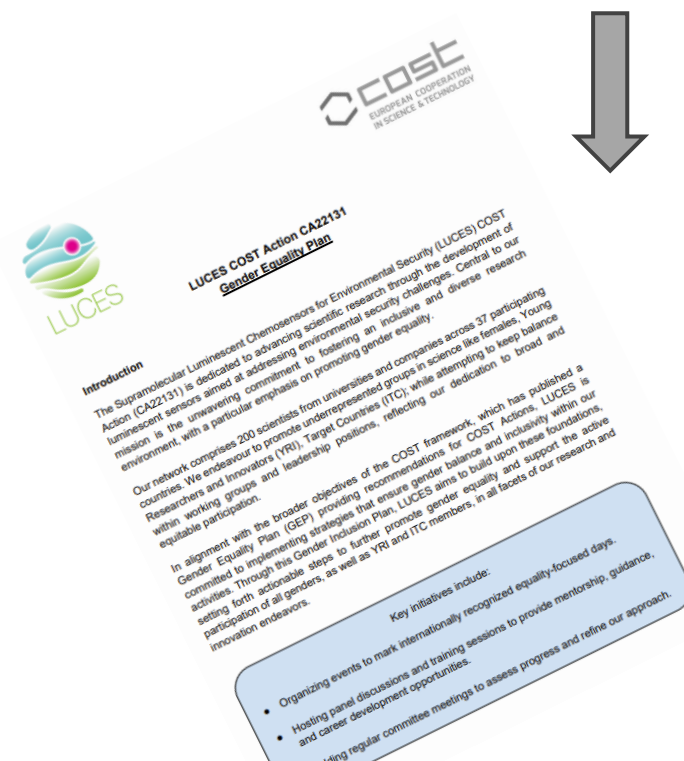 cost
EUROPEAN COOPERATION
IN SCIENCE & TECHNOLOGY
LUCES
LUCES COST Action CA22131
Gender Equality Plan
Introduction
The Supramolecular Luminescent Chemosensors for Environmental Security (LUCES) COST
Action (CA22131) is dedicated to advancing scientific research through the development of
luminescent sensors aimed at addressing environmental security challenges. Central to our
mission is the unwavering commitment to fostering an inclusive and diverse research
environment, with a particular emphasis on promoting gender equality.
Our network comprises 200 scientists from universities and companies across 37 participating
countries. We endeavour to promote underrepresented groups in science like females, Young
Researchers and Innovators (YRI), Target Countries (ITC), while attempting to keep balance
within working groups and leadership positions, reflecting our dedication to broad and
equitable participation.
In alignment with the broader objectives of the COST framework, which has published a
Gender Equality Plan (GEP) providing recommendations for COST Actions, LUCES is
committed to implementing strategies that ensure gender balance and inclusivity within our
activities. Through this Gender Inclusion Plan, LUCES aims to build upon these foundations,
setting forth actionable steps to further promote gender equality and support the active
participation of all genders, as well as YRI and ITC members, in all facets of our research and
innovation endeavors.
Key initiatives include:
• Organizing events to mark internationally recognized equality-focused days.
• Hosting panel discussions and training sessions to provide mentorship, guidance,
and career development opportunities.
regular committee meetings to assess progress and refine our approach.